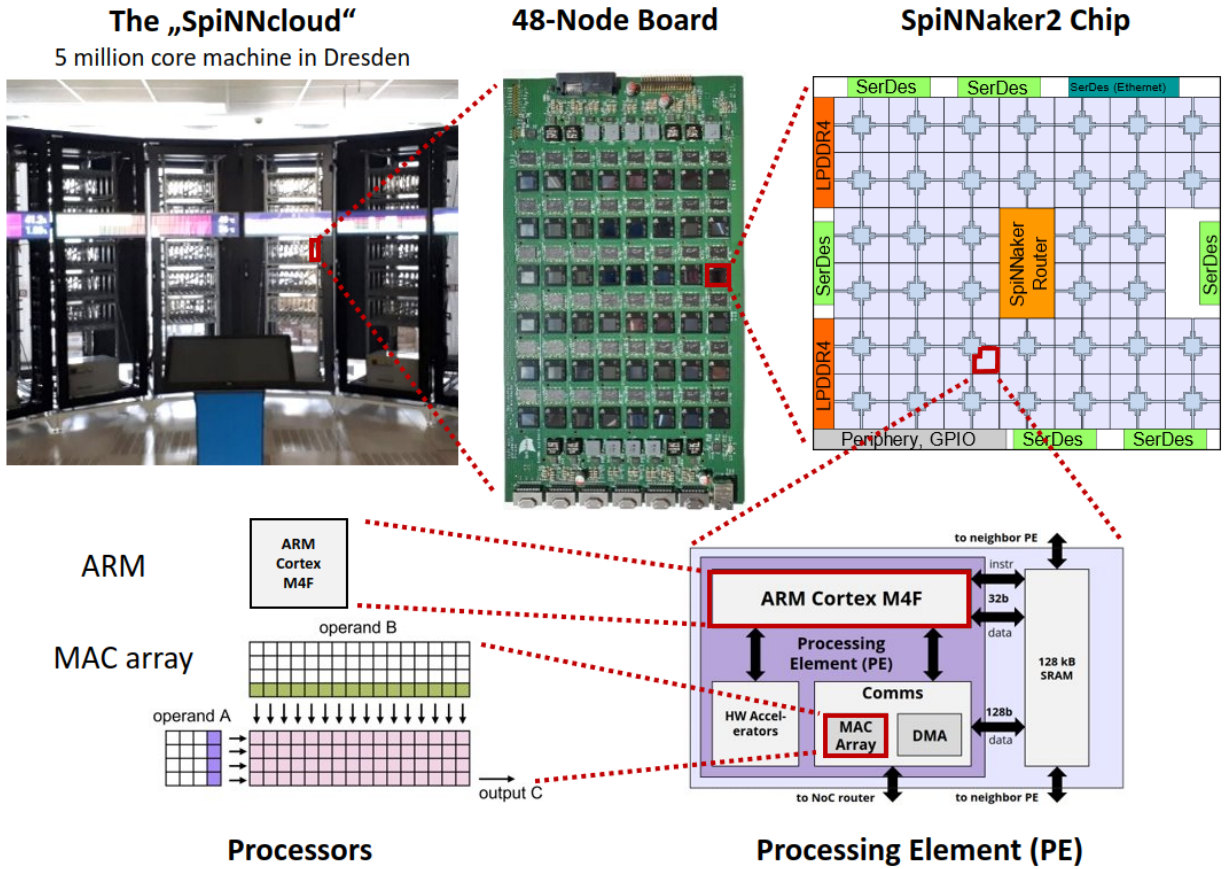 The „SpiNNcloud“
5 million core machine in Dresden
48-Node Board
SpiNNaker2 Chip
SerDes
SerDes
SerDes (Ethernet)
LPDDR4
SerDes
SpiNNaker
Router
SerDes
LPDDR4
Periphery, GPIO
SerDes
SerDes
ARM
ARM
Cortex
M4F
MAC array
operand B
operand A
output C
Processors
to neighbor PE
instr
32b
data
ARM Cortex M4F
Processing
Element (PE)
128 kB
SRAM
HW Accel-
erators
Comms
MAC
Array
DMA
128b
data
to NoC router
to neighbor PE
Processing Element (PE)